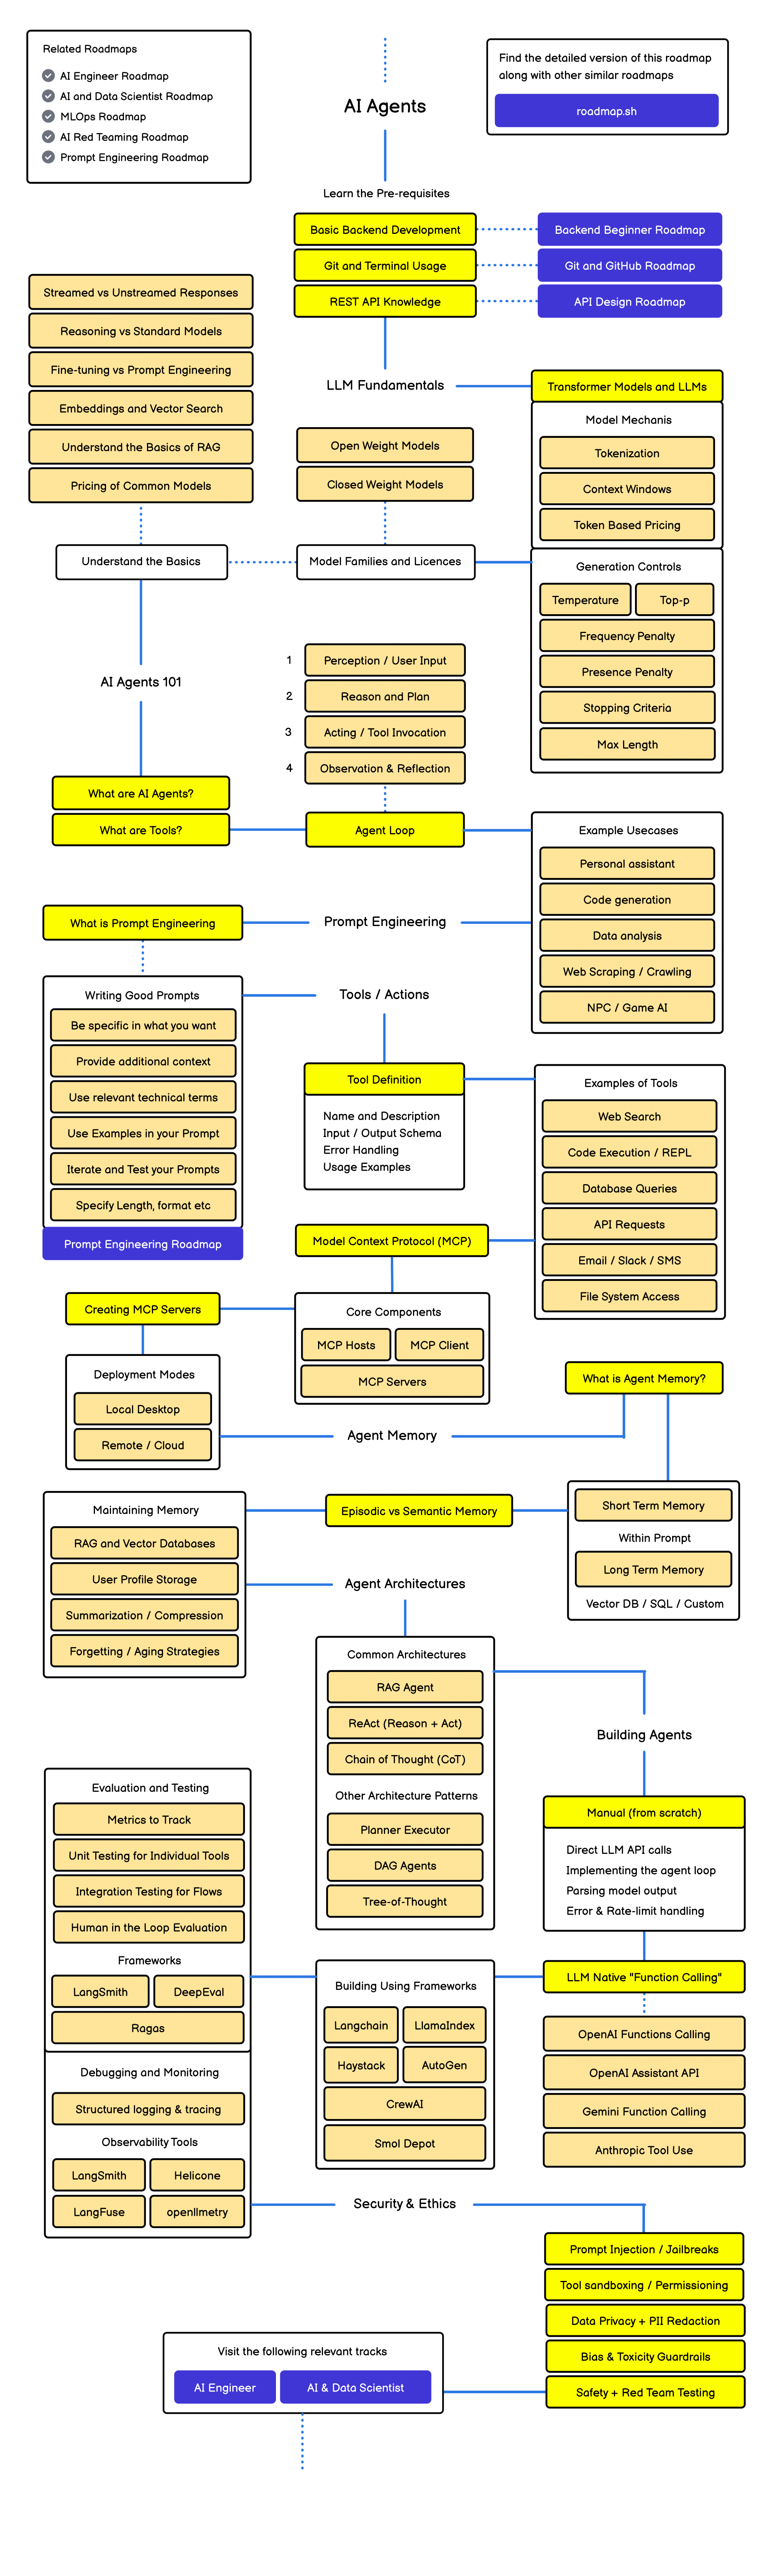 Related Roadmaps
AI Engineer Roadmap
AI and Data Scientist Roadmap
MLOps Roadmap
AI Red Teaming Roadmap
Prompt Engineering Roadmap
Find the detailed version of this roadmap
along with other similar roadmaps
roadmap.sh
AI Agents
Learn the Pre-requisites
Basic Backend Development
Backend Beginner Roadmap
Git and Terminal Usage
Git and GitHub Roadmap
REST API Knowledge
API Design Roadmap
Streamed vs Unstreamed Responses
Reasoning vs Standard Models
Fine-tuning vs Prompt Engineering
Embeddings and Vector Search
Understand the Basics of RAG
Pricing of Common Models
LLM Fundamentals
Transformer Models and LLMs
Model Mechanis
Tokenization
Context Windows
Token Based Pricing
Open Weight Models
Closed Weight Models
Understand the Basics
Model Families and Licences
Generation Controls
Temperature
Top-p
Frequency Penalty
Presence Penalty
Stopping Criteria
Max Length
AI Agents 101
1 Perception / User Input
2 Reason and Plan
3 Acting / Tool Invocation
4 Observation & Reflection
What are AI Agents?
What are Tools?
Agent Loop
Example Usecases
Personal assistant
Code generation
Data analysis
Web Scraping / Crawling
NPC / Game AI
What is Prompt Engineering
Prompt Engineering
Writing Good Prompts
Be specific in what you want
Provide additional context
Use relevant technical terms
Use Examples in your Prompt
Iterate and Test your Prompts
Specify Length, format etc
Prompt Engineering Roadmap
Tools / Actions
Tool Definition
Name and Description
Input / Output Schema
Error Handling
Usage Examples
Examples of Tools
Web Search
Code Execution / REPL
Database Queries
API Requests
Email / Slack / SMS
File System Access
Model Context Protocol (MCP)
Creating MCP Servers
Core Components
MCP Hosts
MCP Client
MCP Servers
Deployment Modes
Local Desktop
Remote / Cloud
Agent Memory
What is Agent Memory?
Maintaining Memory
RAG and Vector Databases
User Profile Storage
Summarization / Compression
Forgetting / Aging Strategies
Episodic vs Semantic Memory
Short Term Memory
Within Prompt
Long Term Memory
Vector DB / SQL / Custom
Agent Architectures
Common Architectures
RAG Agent
ReAct (Reason + Act)
Chain of Thought (CoT)
Other Architecture Patterns
Planner Executor
DAG Agents
Tree-of-Thought
Building Agents
Manual (from scratch)
Direct LLM API calls
Implementing the agent loop
Parsing model output
Error & Rate-limit handling
Evaluation and Testing
Metrics to Track
Unit Testing for Individual Tools
Integration Testing for Flows
Human in the Loop Evaluation
Frameworks
LangSmith
DeepEval
Ragas
Building Using Frameworks
Langchain
LlamaIndex
Haystack
AutoGen
CrewAI
Smol Depot
LLM Native "Function Calling"
OpenAI Functions Calling
OpenAI Assistant API
Gemini Function Calling
Anthropic Tool Use
Debugging and Monitoring
Structured logging & tracing
Observability Tools
LangSmith
Helicone
LangFuse
openllmetry
Security & Ethics
Prompt Injection / Jailbreaks
Tool sandboxing / Permissioning
Data Privacy + PII Redaction
Bias & Toxicity Guardrails
Safety + Red Team Testing
Visit the following relevant tracks
AI Engineer
AI & Data Scientist